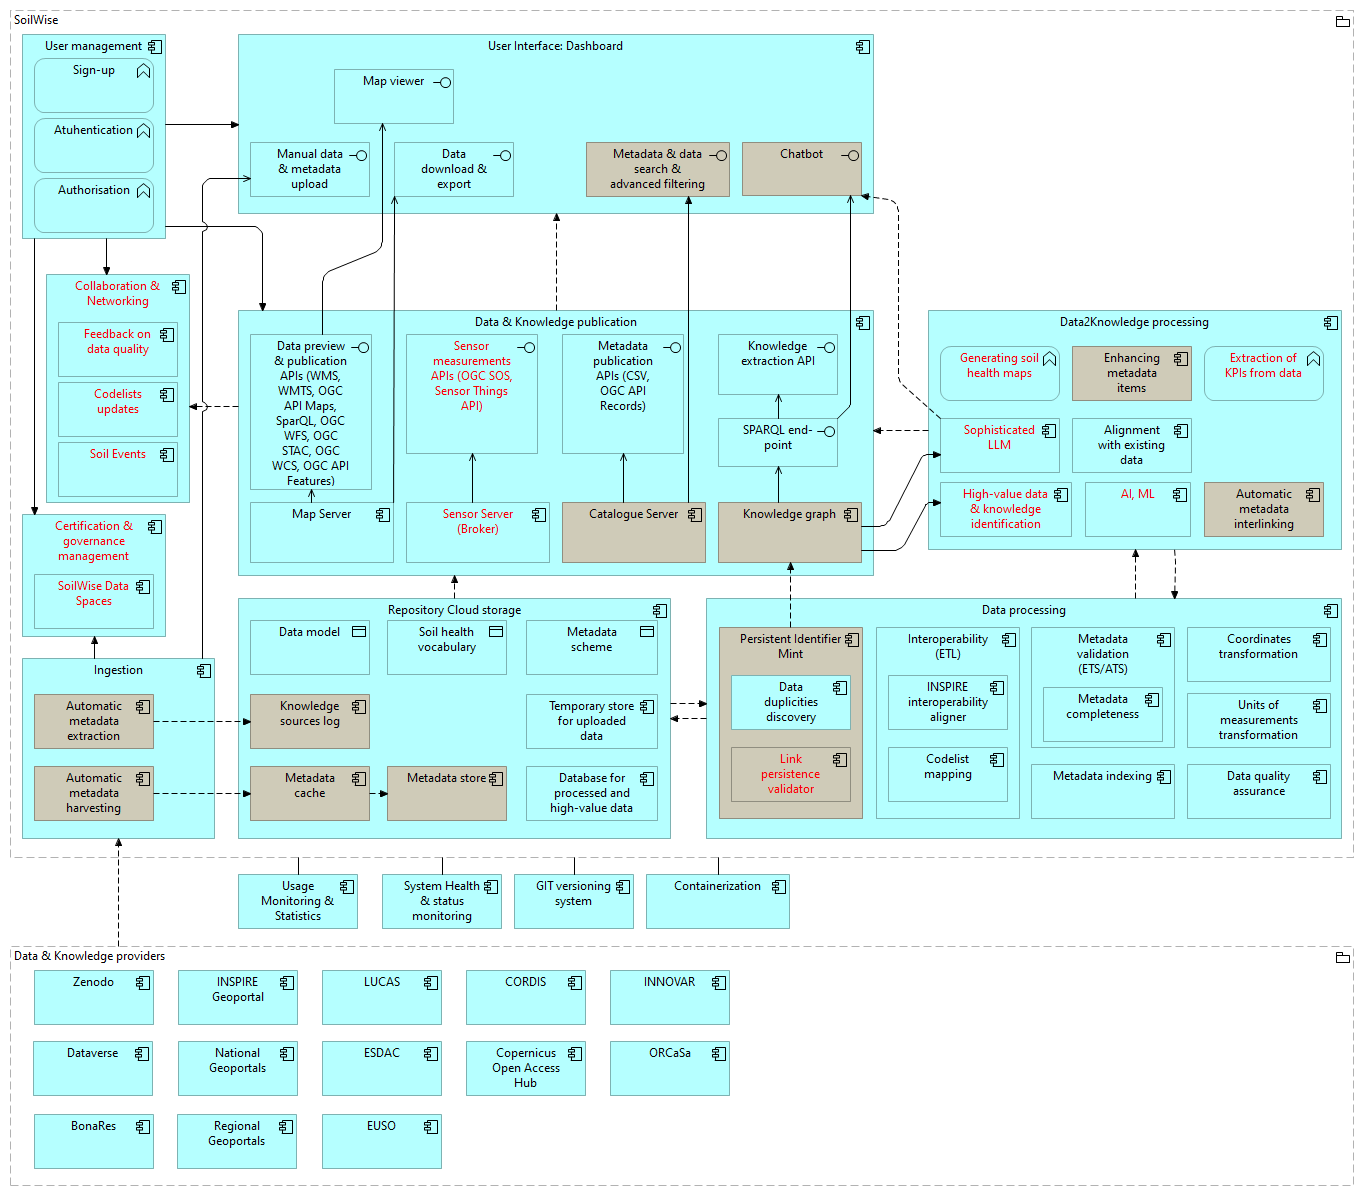 SoilWise
User management
Sign-up
Atuhentication
Authorisation
User Interface: Dashboard
Map viewer
Manual data
& metadata
upload
Data
download &
export
Metadata & data
search &
advanced filtering
Chatbot
Collaboration &
Networking
Feedback on
data quality
Codelists
updates
Soil Events
Certification &
governance
management
SoilWise Data
Spaces
Data & Knowledge publication
Data preview
& publication
APIs (WMS,
WMTS, OGC
API Maps,
SparQL, OGC
WFS, OGC
STAC, OGC
WCS, OGC API
Features)
Sensor
measurements
APIs (OGC SOS,
Sensor Things
API)
Metadata
publication
APIs (CSV,
OGC API
Records)
Knowledge
extraction API
SPARQL end-
point
Map Server
Sensor Server
(Broker)
Catalogue Server
Knowledge graph
Data2Knowledge processing
Generating soil
health maps
Enhancing
metadata
items
Extraction of
KPIs from data
Sophisticated
LLM
Alignment
with existing
data
High-value data
& knowledge
identification
AI, ML
Automatic
metadata
interlinking
Ingestion
Automatic
metadata
extraction
Automatic
metadata
harvesting
Repository Cloud storage
Data model
Soil health
vocabulary
Metadata
scheme
Knowledge
sources log
Temporary store
for uploaded
data
Metadata
cache
Metadata store
Database for
processed and
high-value data
Data processing
Persistent Identifier
Mint
Data
duplicities
discovery
Link
persistence
validator
Interoperability
(ETL)
INSPIRE
interoperability
aligner
Codelist
mapping
Metadata
validation
(ETS/ATS)
Metadata
completeness
Metadata indexing
Coordinates
transformation
Units of
measurements
transformation
Data quality
assurance
Usage
Monitoring &
Statistics
System Health
& status
monitoring
GIT versioning
system
Containerization
Data & Knowledge providers
Zenodo
INSPIRE
Geoportal
LUCAS
CORDIS
INNOVAR
Dataverse
National
Geoportals
ESDAC
Copernicus
Open Access
Hub
ORCaSa
BonaRes
Regional
Geoportals
EUSO